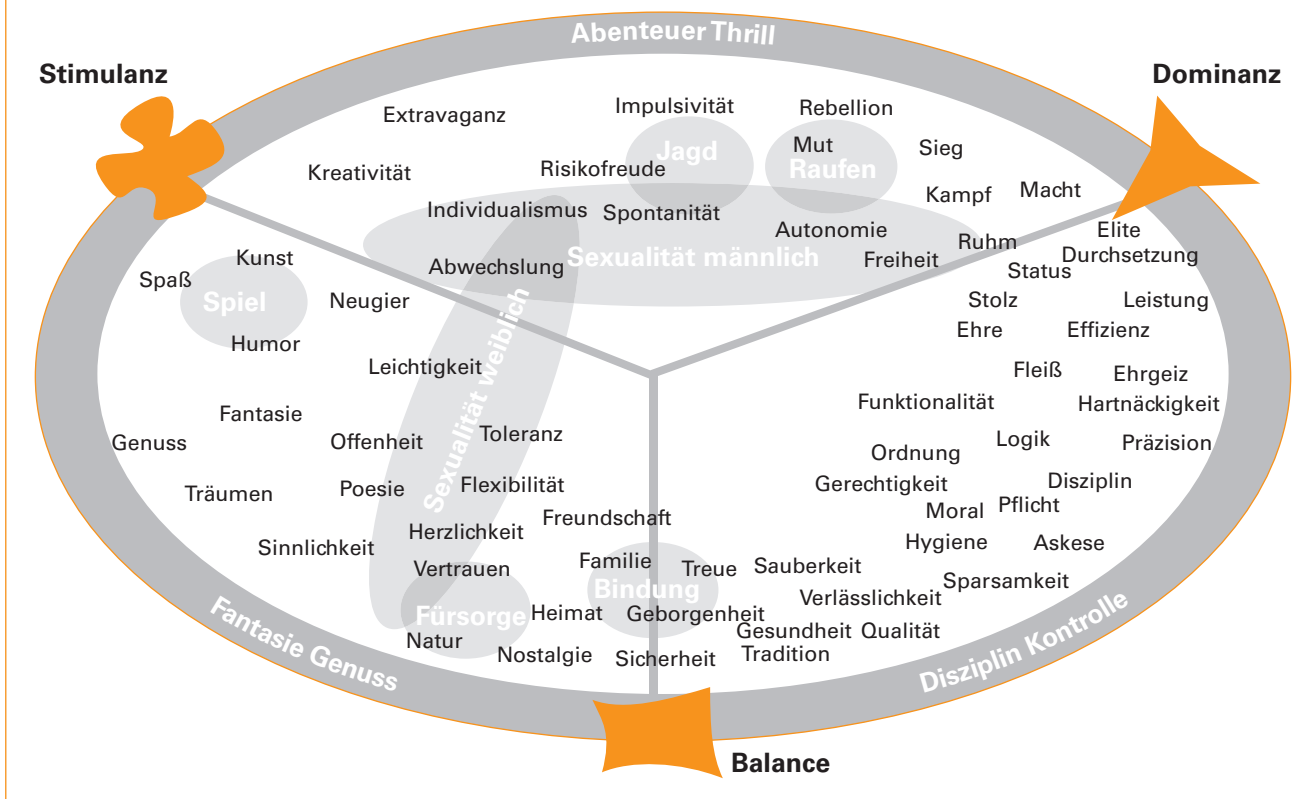 Abenteuer Thrill
Stimulanz
Dominanz
Extravaganz
Impulsivität
Rebellion
Jagd
Mut
Raufen
Sieg
Kreativität
Risikofreude
Kampf
Macht
Individualismus
Spontanität
Autonomie
Elite
Ruhm
Durchsetzung
Sexualität männlich
Freiheit
Abwechslung
Status
Kunst
Spaß
Spiel
Neugier
Stolz
Leistung
Humor
Ehre
Effizienz
Leichtigkeit
Sexualität weiblich
Fleiß
Ehrgeiz
Funktionalität
Hartnäckigkeit
Fantasie
Genuss
Offenheit
Toleranz
Logik
Präzision
Ordnung
Träumen
Poesie
Flexibilität
Gerechtigkeit
Disziplin
Moral
Pflicht
Freundschaft
Herzlichkeit
Sinnlichkeit
Hygiene
Askese
Vertrauen
Familie
Treue
Sauberkeit
Sparsamkeit
Bindung
Verlässlichkeit
Fürsorge
Heimat
Geborgenheit
Natur
Gesundheit
Qualität
Nostalgie
Sicherheit
Tradition
Fantasie Genuss
Disziplin Kontrolle
Balance